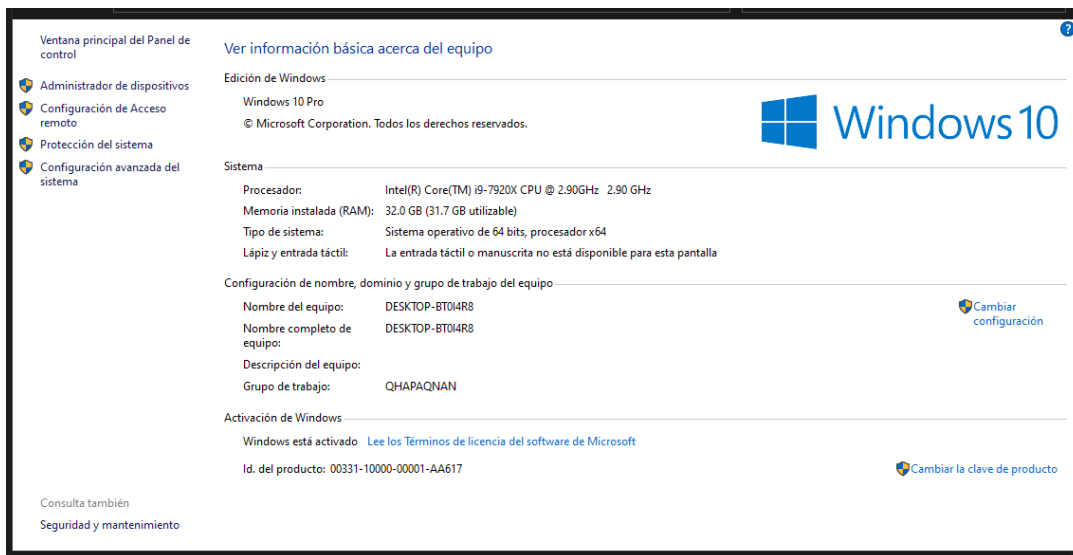 Ventana principal del Panel de
control
Administrador de dispositivos
Configuración de Acceso
remoto
Protección del sistema
Configuración avanzada del
sistema
Ver información básica acerca del equipo
Edición de Windows
Windows 10 Pro
© Microsoft Corporation. Todos los derechos reservados.
Windows 10
Sistema
Procesador: Intel(R) Core(TM) i9-7920X CPU @ 2.90GHz 2.90 GHz
Memoria instalada (RAM): 32.0 GB (31.7 GB utilizable)
Tipo de sistema: Sistema operativo de 64 bits, procesador x64
Lápiz y entrada táctil: La entrada táctil o manuscrita no está disponible para esta pantalla
Configuración de nombre, dominio y grupo de trabajo del equipo
Nombre del equipo: DESKTOP-BT0I4R8
Cambiar
configuración
Nombre completo de
equipo: DESKTOP-BT0I4R8
Descripción del equipo:
Grupo de trabajo: QHAPAQNAN
Activación de Windows
Windows está activado Lee los Términos de licencia del software de Microsoft
Id. del producto: 00331-10000-00001-AA617
Cambiar la clave de producto
Consulta también
Seguridad y mantenimiento
?